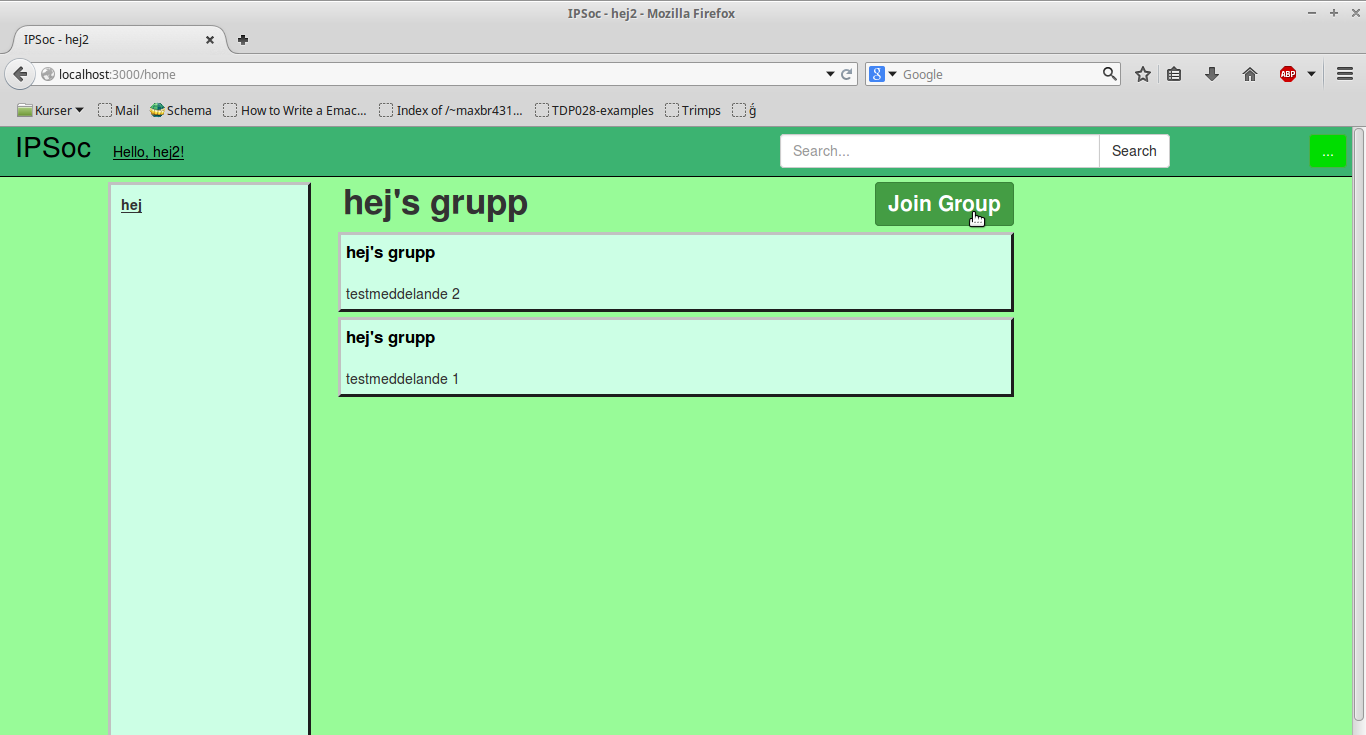 IPSoc - hej2 - Mozilla Firefox
IPSoc - hej2
localhost:3000/home
Google
ABP
Kurser
Mail
Schema
How to Write a Emac...
Index of /~maxbr431...
TDP028-examples
Trimps
ǵ
IPSoc
Hello, hej2!
Search...
Search
...
hej
hej's grupp
Join Group
hej's grupp
testmeddelande 2
hej's grupp
testmeddelande 1